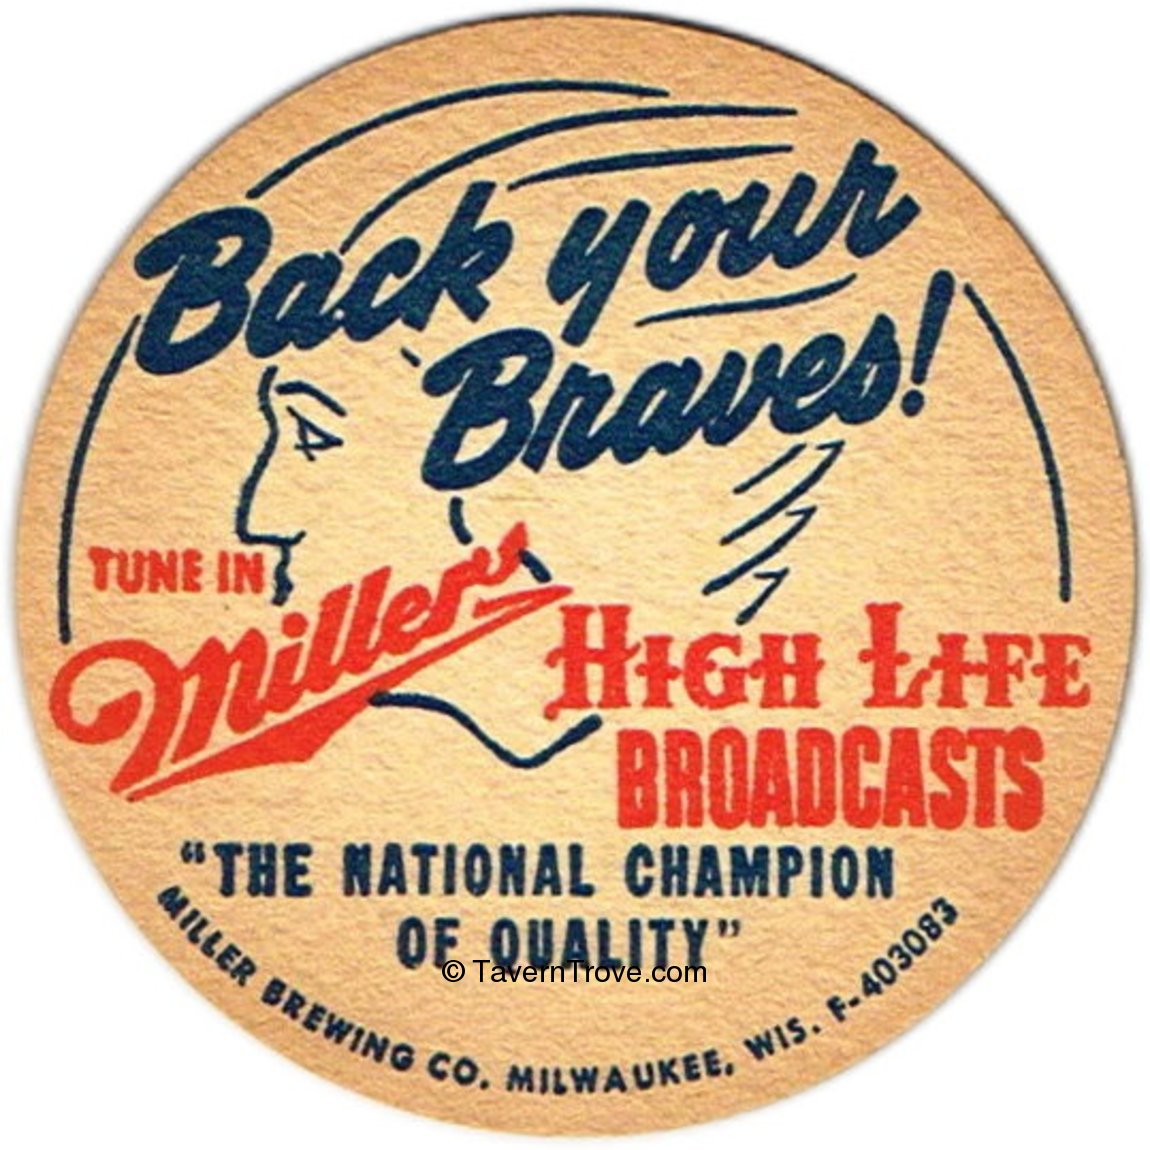 Back your
Braves!
TUNE IN
Miller
HIGH LIFE
BROADCASTS
"THE NATIONAL CHAMPION
OF QUALITY"
© TavernTrove.com
MILLER BREWING CO. MILWAUKEE, WIS. F-403083